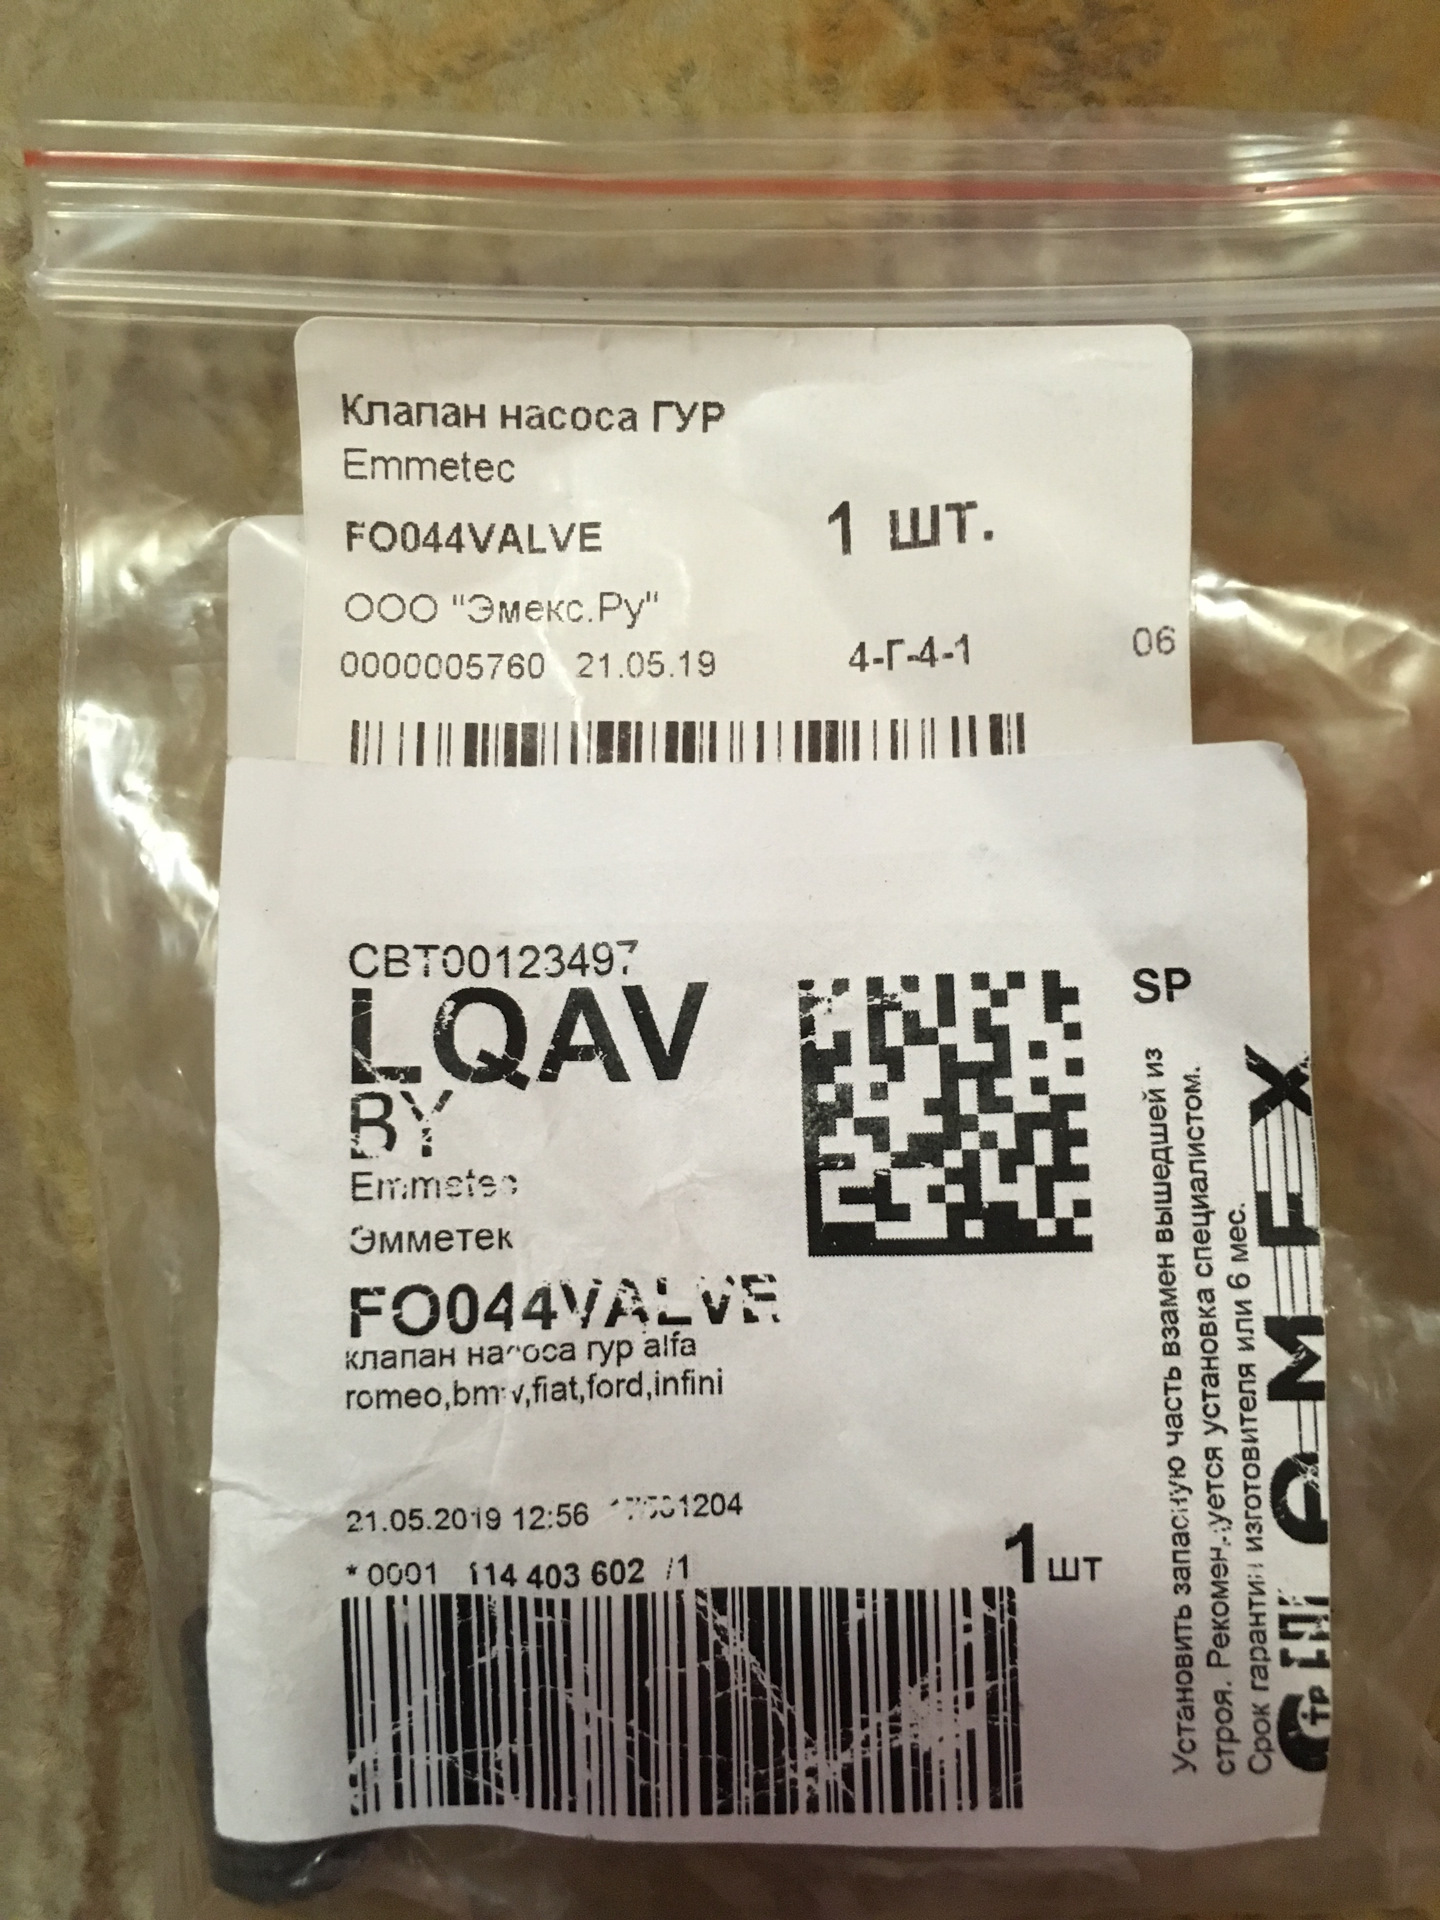 Клапан насоса ГУР
Emmetec
FO044VALVE
1 шт.
ООО "Эмекс.Ру"
0000005760 21.05.19
4-Г-4-1
06
CBT00123497
LQAV
BY
Emmetec
Эмметек
FO044VALVE
клапан насоса гур alfa
romeo,bmw,fiat,ford,infini
21.05.2019 12:56
* 0001 114 403 602 /1
1 шт
SP
Установить запасную часть взамен вышедшей из
строя. Рекомендуется установка специалистом.
Срок гарантии изготовителя или 6 мес.